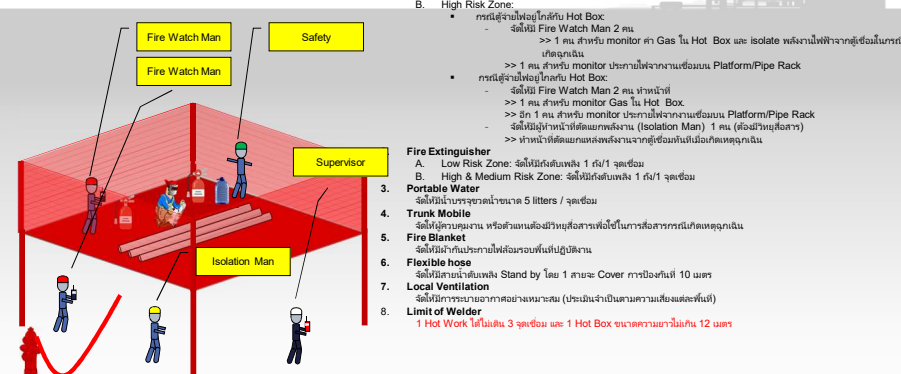 Fire Watch Man
Fire Watch Man
Safety
Supervisor
Isolation Man
B. High Risk Zone:
▪ กรณีตู้จ่ายไฟอยู่ใกล้กับ Hot Box:
- จัดให้มี Fire Watch Man 2 คน
>> 1 คน สำหรับ monitor ค่า Gas ใน Hot Box และ isolate พลังงานไฟฟ้าจากตู้เชื่อมในกรณี
เกิดฉุกเฉิน
>> 1 คน สำหรับ monitor ประกายไฟจากงานเชื่อมบน Platform/Pipe Rack
▪ กรณีตู้จ่ายไฟอยู่ไกลกับ Hot Box:
- จัดให้มี Fire Watch Man 2 คน ทำหน้าที่
>> 1 คน สำหรับ monitor Gas ใน Hot Box.
>> อีก 1 คน สำหรับ monitor ประกายไฟจากงานเชื่อมบน Platform/Pipe Rack
- จัดให้มีผู้ทำหน้าที่ตัดแยกพลังงาน (Isolation Man) 1 คน (ต้องมีวิทยุสื่อสาร)
>> ทำหน้าที่ตัดแยกแหล่งพลังงานจากตู้เชื่อมทันทีเมื่อเกิดเหตุฉุกเฉิน
Fire Extinguisher
A. Low Risk Zone: จัดให้มีถังดับเพลิง 1 ถัง/1 จุดเชื่อม
B. High & Medium Risk Zone: จัดให้มีถังดับเพลิง 1 ถัง/1 จุดเชื่อม
3. Portable Water
จัดให้มีน้ำบรรจุขวดน้ำขนาด 5 litters / จุดเชื่อม
4. Trunk Mobile
จัดให้ผู้ควบคุมงาน หรือตัวแทนต้องมีวิทยุสื่อสารเพื่อใช้ในการสื่อสารกรณีเกิดเหตุฉุกเฉิน
5. Fire Blanket
จัดให้มีผ้ากันประกายไฟล้อมรอบพื้นที่ปฏิบัติงาน
6. Flexible hose
จัดให้มีสายน้ำดับเพลิง Stand by โดย 1 สายจะ Cover การป้องกันที่ 10 เมตร
7. Local Ventilation
จัดให้มีการระบายอากาศอย่างเหมาะสม (ประเมินจำเป็นตามความเสี่ยงแต่ละพื้นที่)
8. Limit of Welder
1 Hot Work ได้ไม่เกิน 3 จุดเชื่อม และ 1 Hot Box ขนาดความยาวไม่เกิน 12 เมตร